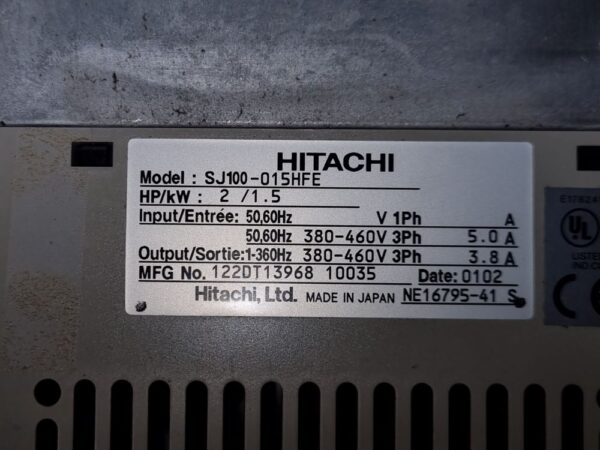 HITACHI
Model : SJ100-015HFE
HP/kW : 2 /1.5
Input/Entrée: 50,60Hz V 1Ph A
50,60Hz 380-460V 3Ph 5.0 A
Output/Sortie:1-360Hz 380-460V 3Ph 3.8 A
MFG No. 122DT13968 10035 Date: 0102
Hitachi, Ltd. MADE IN JAPAN NE16795-41 S
UL
CE